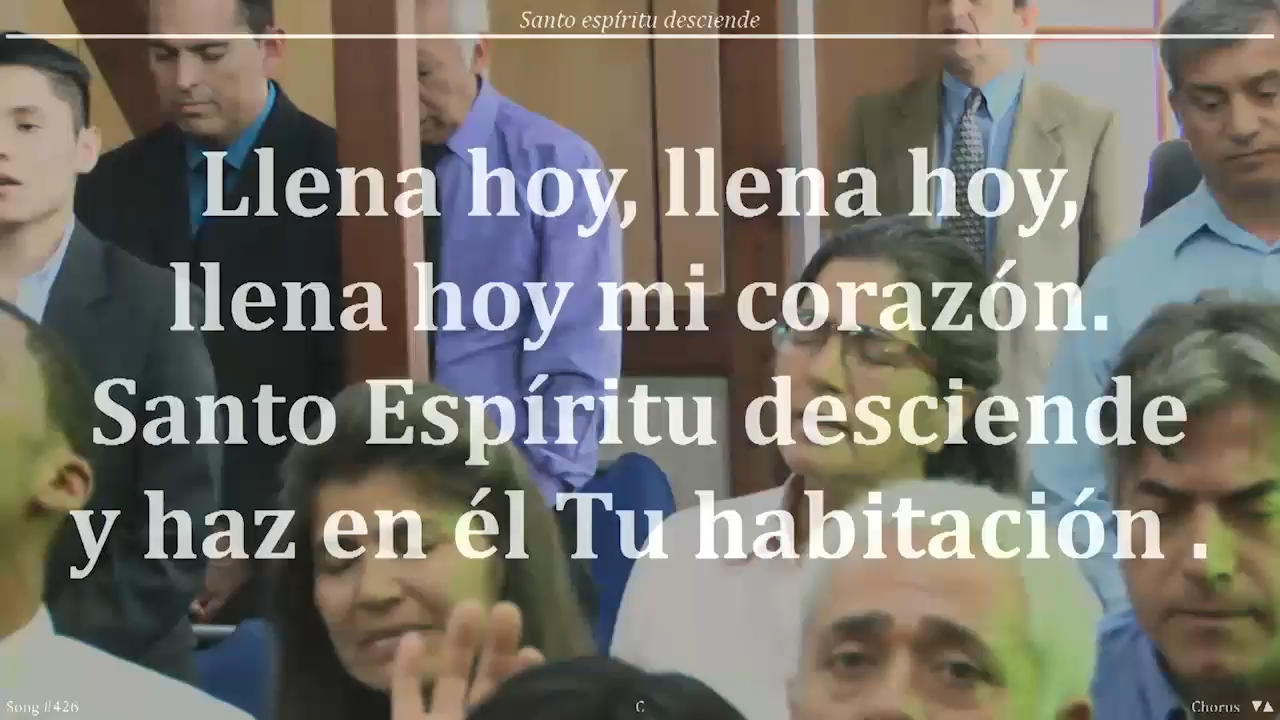 Santo espíritu desciende
Llena hoy, llena hoy,
llena hoy mi corazón.
Santo Espíritu desciende
y haz en él Tu habitación .
Song #426
C
Chorus ▼▲